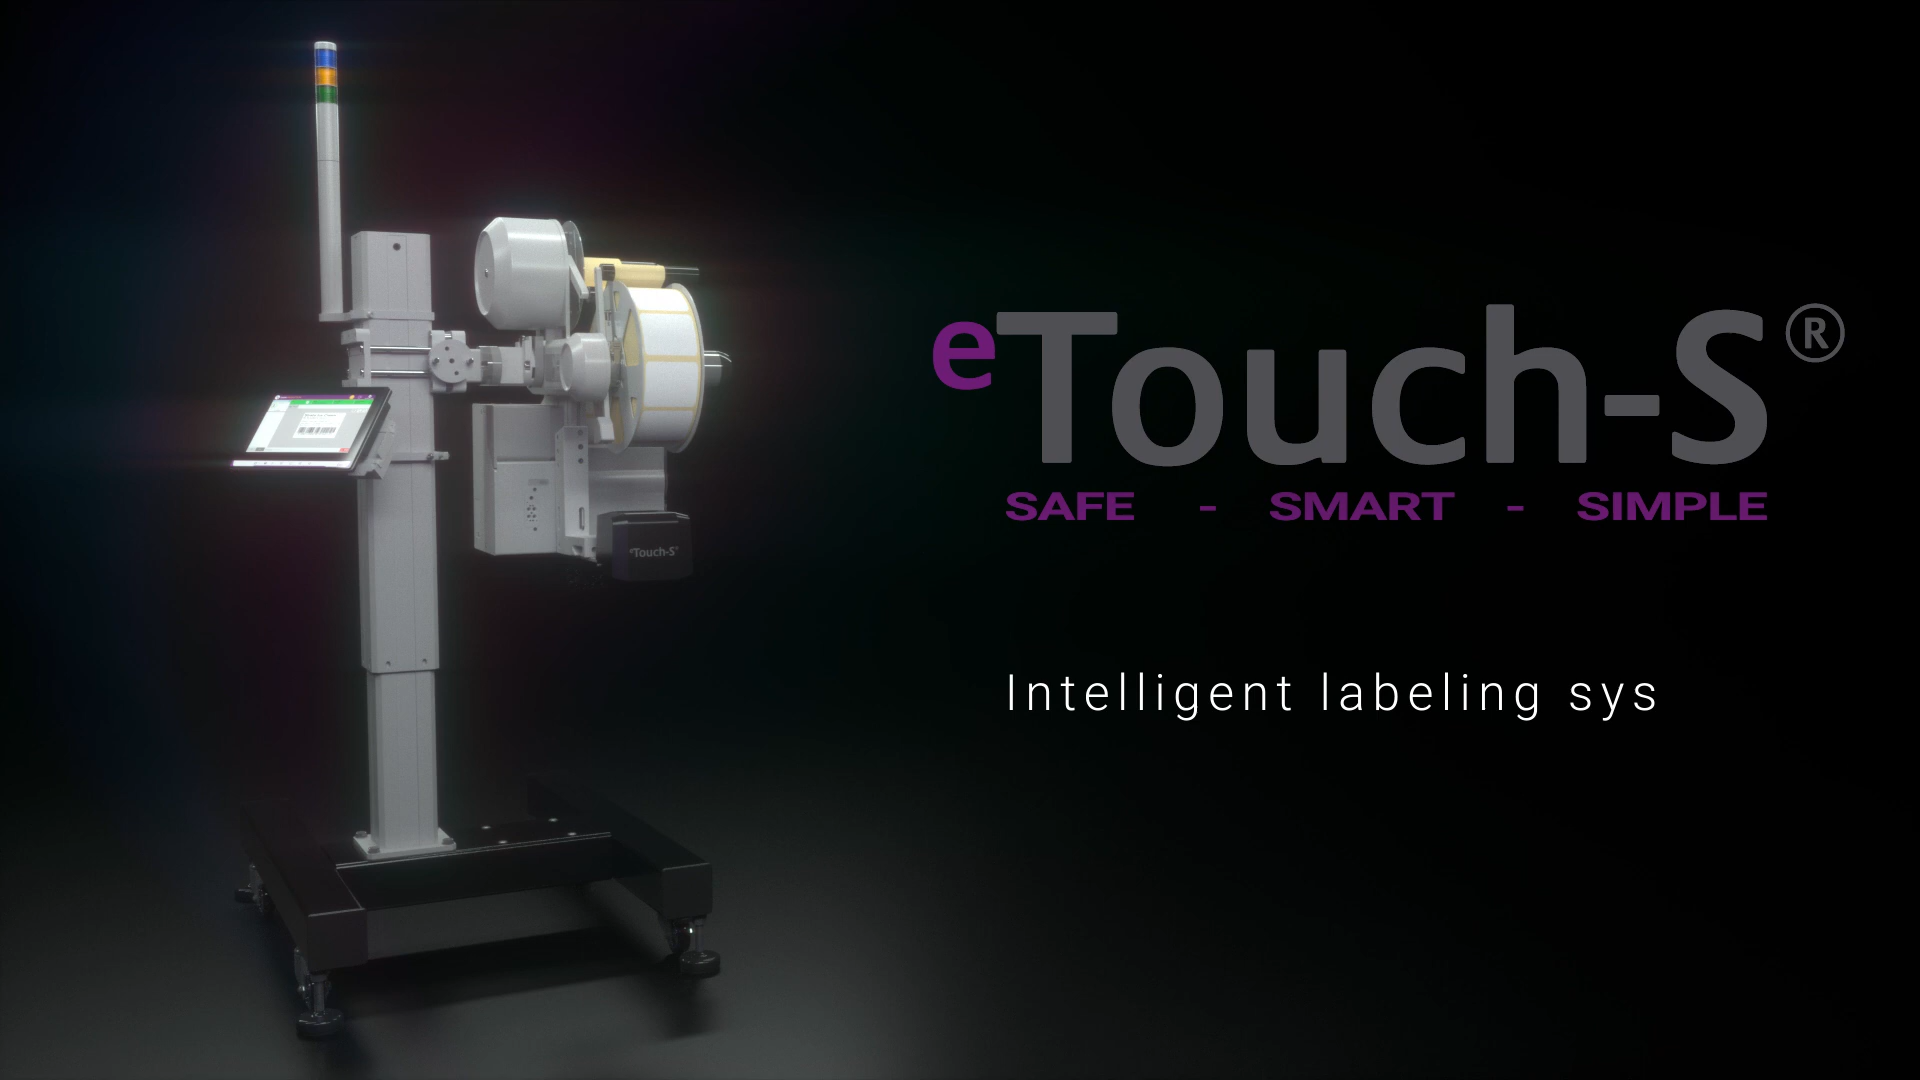 eTouch-S®
SAFE - SMART - SIMPLE
Intelligent labeling sys
eTouch-S®